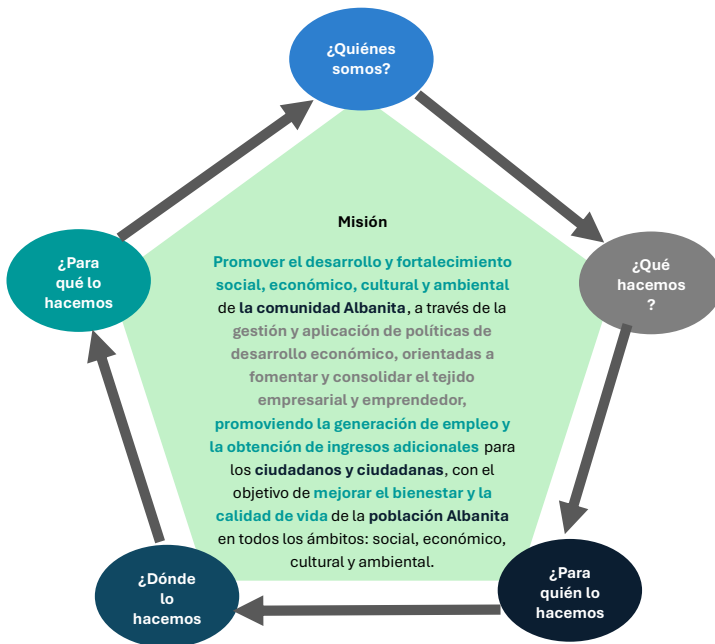 ¿Quiénes
somos?
¿Qué
hacemos
?
¿Para
quién lo
hacemos
¿Dónde
lo
hacemos
¿Para
qué lo
hacemos
Misión
Promover el desarrollo y fortalecimiento
social, económico, cultural y ambiental
de la comunidad Albanita, a través de la
gestión y aplicación de políticas de
desarrollo económico, orientadas a
fomentar y consolidar el tejido
empresarial y emprendedor,
promoviendo la generación de empleo y
la obtención de ingresos adicionales para
los ciudadanos y ciudadanas, con el
objetivo de mejorar el bienestar y la
calidad de vida de la población Albanita
en todos los ámbitos: social, económico,
cultural y ambiental.